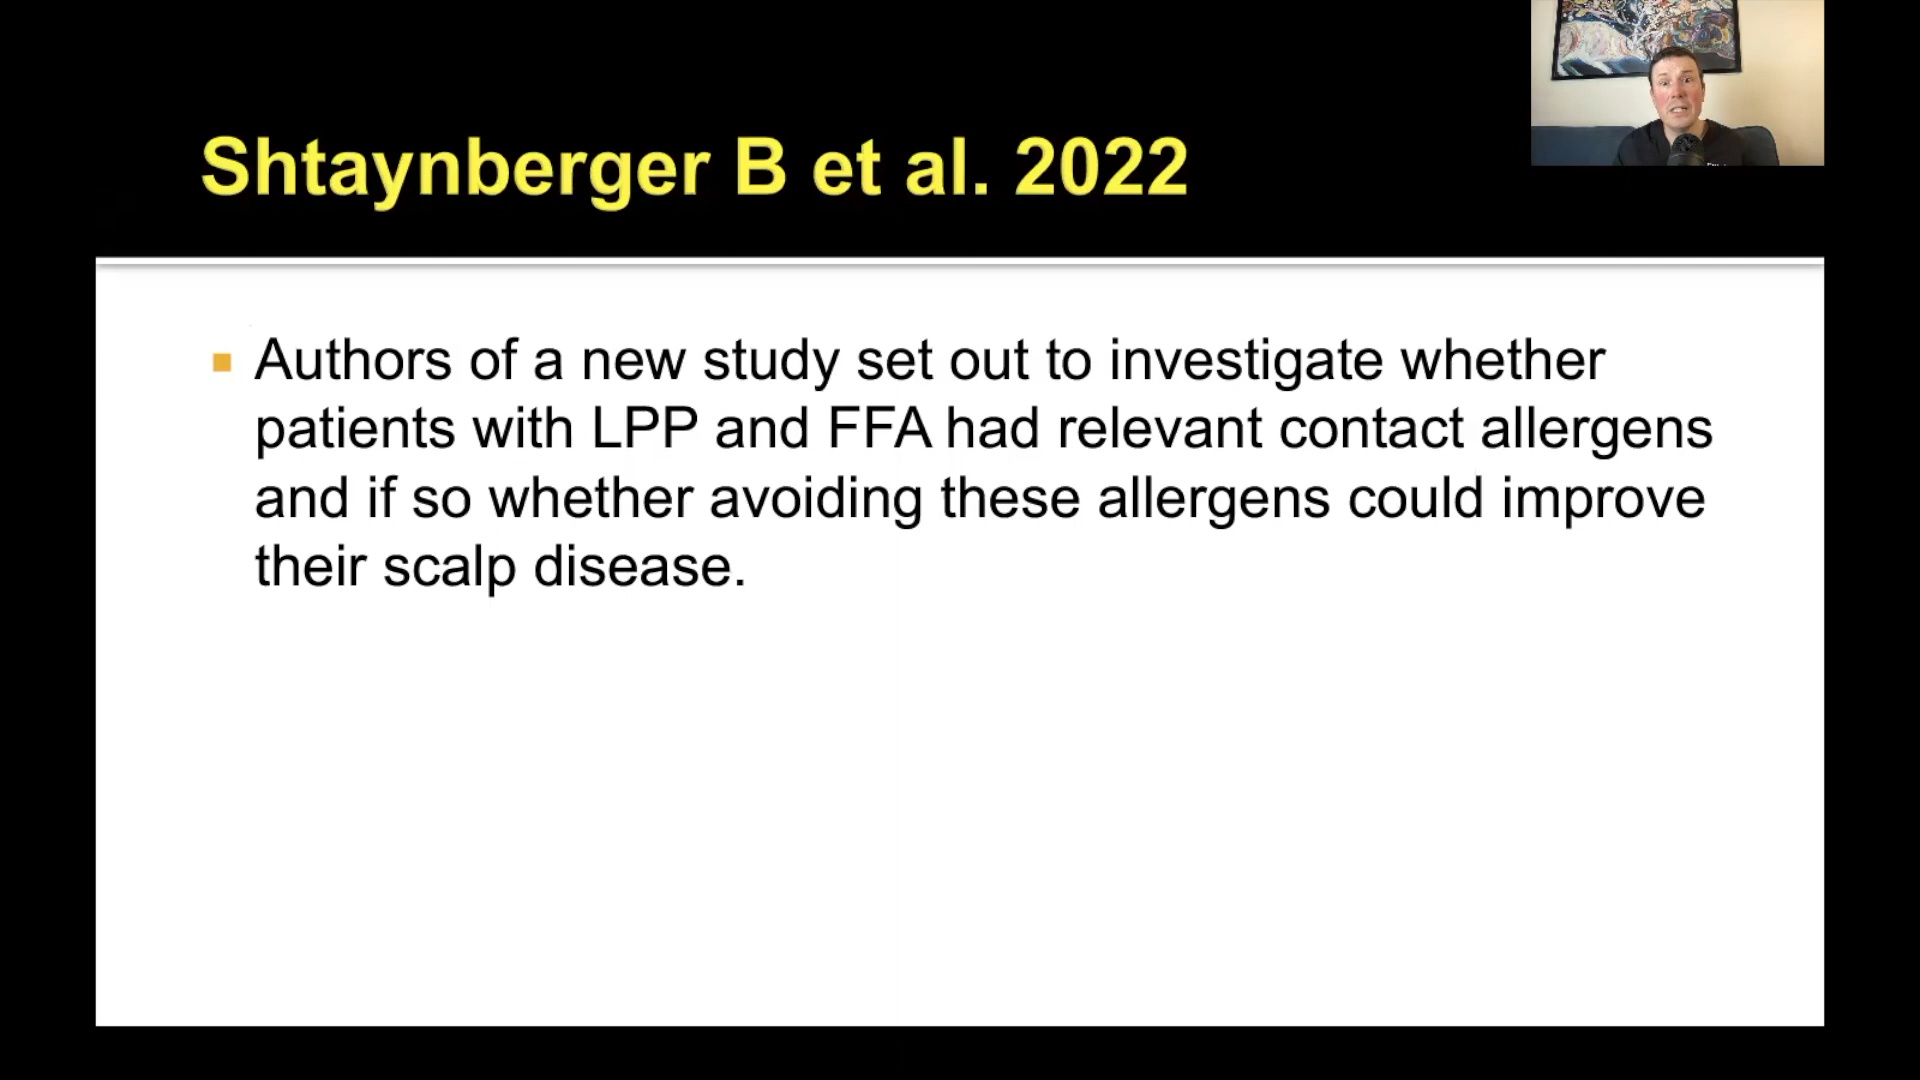 Shtaynberger B et al. 2022
Authors of a new study set out to investigate whether
patients with LPP and FFA had relevant contact allergens
and if so whether avoiding these allergens could improve
their scalp disease.